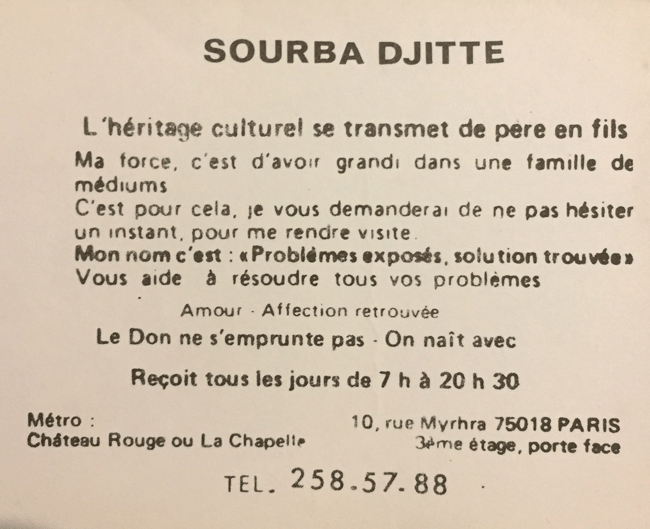 SOURBA DJITTE
L'héritage culturel se transmet de père en fils
Ma force, c'est d'avoir grandi dans une famille de
médiums
C'est pour cela, je vous demanderai de ne pas hésiter
un instant, pour me rendre visite.
Mon nom c'est : «Problèmes exposés, solution trouvée»
Vous aide à résoudre tous vos problèmes
Amour - Affection retrouvée
Le Don ne s'emprunte pas - On naît avec
Reçoit tous les jours de 7 h à 20 h 30
Métro :
Château Rouge ou La Chapelle
10, rue Myrhra 75018 PARIS
3ème étage, porte face
TEL. 258.57.88